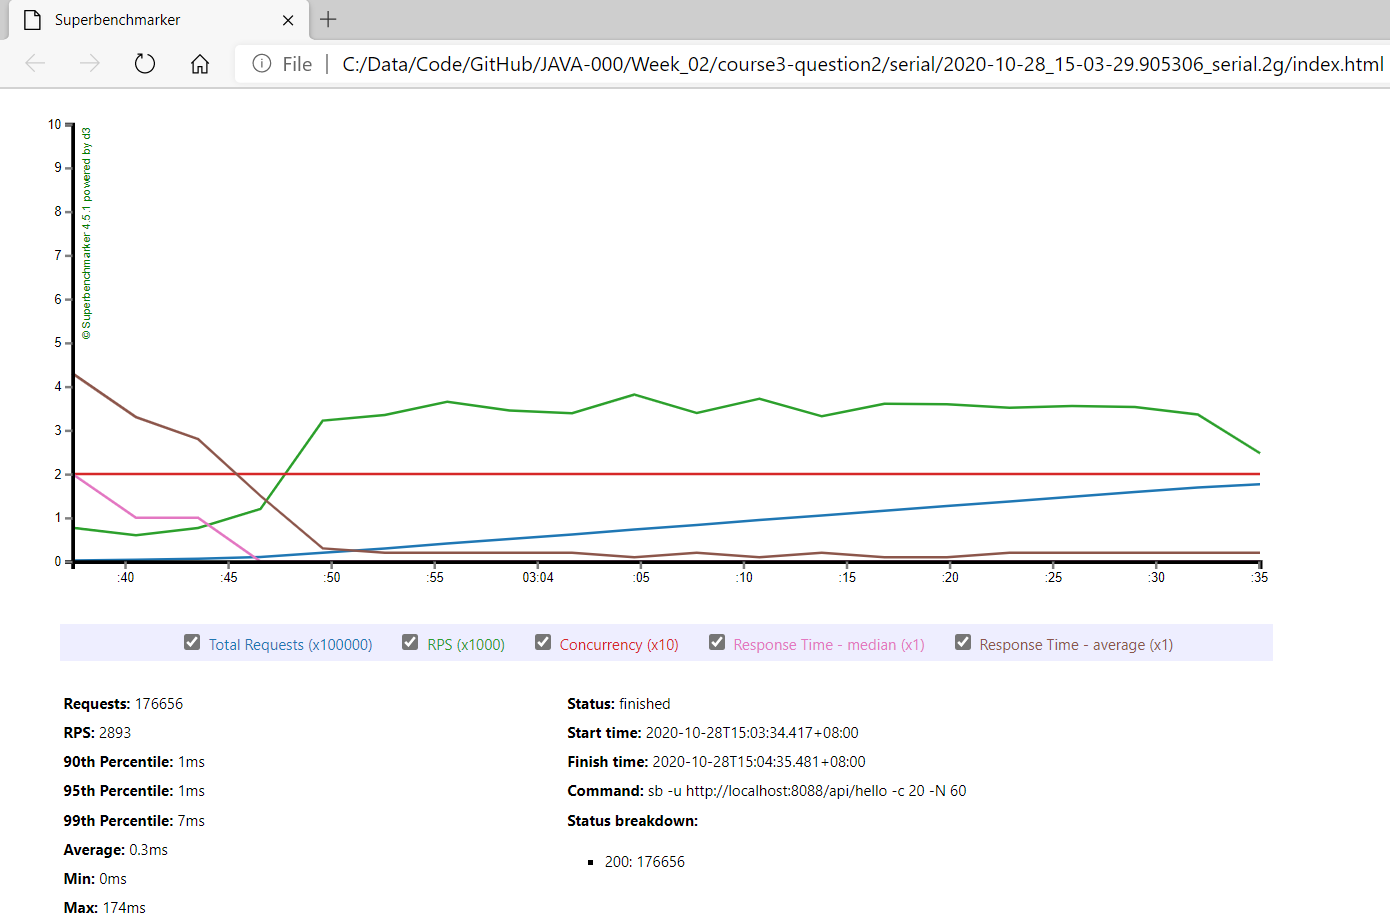 Superbenchmarker
File | C:/Data/Code/GitHub/JAVA-000/Week_02/course3-question2/serial/2020-10-28_15-03-29.905306_serial.2g/index.html
10
9
8
7
6
5
4
3
2
1
0
© Superbenchmarker 4.5.1 powered by d3
:40 :45 :50 :55 03:04 :05 :10 :15 :20 :25 :30 :35
Total Requests (x100000) RPS (x1000) Concurrency (x10) Response Time - median (x1) Response Time - average (x1)
Requests: 176656
RPS: 2893
90th Percentile: 1ms
95th Percentile: 1ms
99th Percentile: 7ms
Average: 0.3ms
Min: 0ms
Max: 174ms
Status: finished
Start time: 2020-10-28T15:03:34.417+08:00
Finish time: 2020-10-28T15:04:35.481+08:00
Command: sb -u http://localhost:8088/api/hello -c 20 -N 60
Status breakdown:
200: 176656